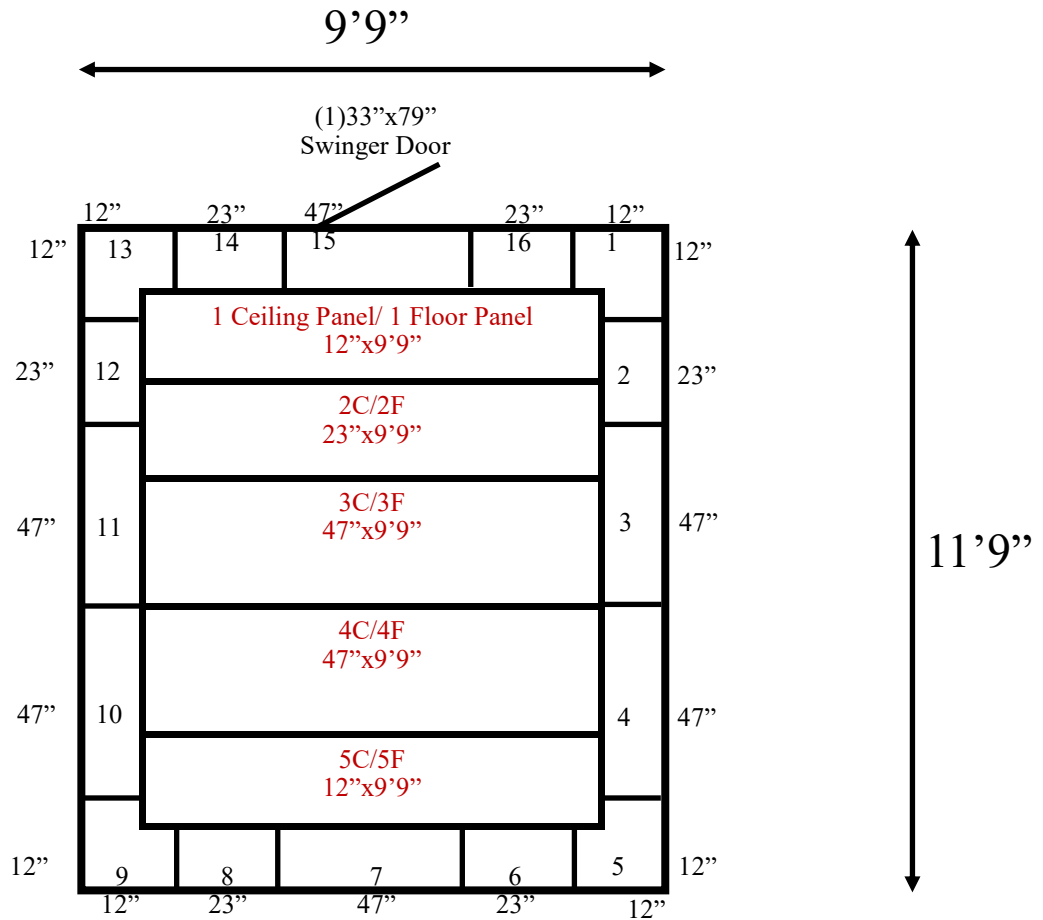 9’9”
(1)33”x79”
Swinger Door
12” 23” 47” 23” 12”
12” 13 14 15 16 1 12”
1 Ceiling Panel/ 1 Floor Panel
12”x9’9”
23” 12 2 23”
2C/2F
23”x9’9”
3C/3F
47”x9’9”
47” 11 3 47”
11’9”
4C/4F
47”x9’9”
47” 10 4 47”
5C/5F
12”x9’9”
12” 9 8 7 6 5 12”
12” 23” 47” 23” 12”